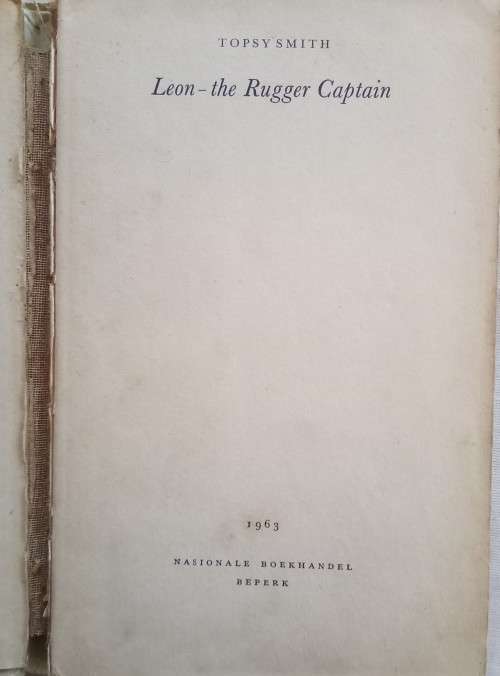 TOPSY SMITH
Leon – the Rugger Captain
1963
NASIONALE BOEKHANDEL
BEPERK